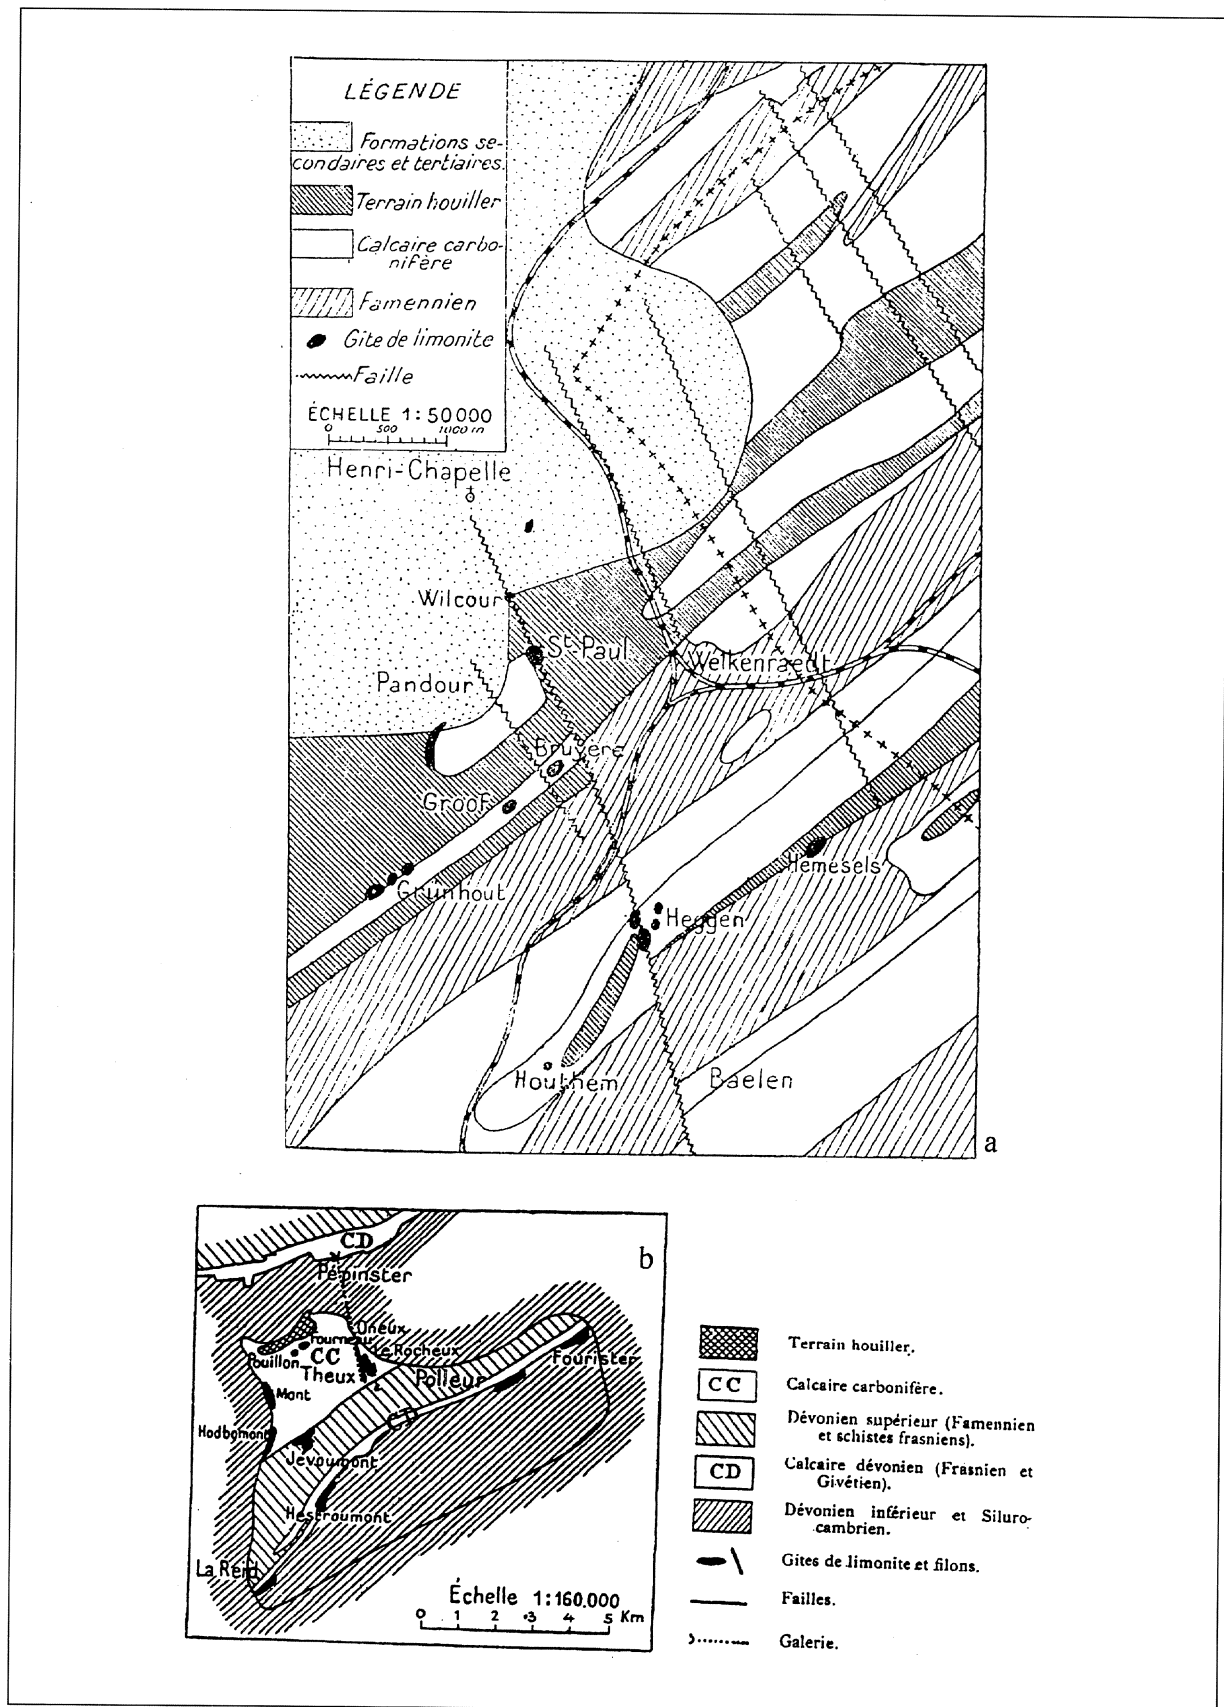 LÉGENDE
Formations se-
condaires et tertiaires.
Terrain houiller
Calcaire carbo-
nifère
Famennien
Gîte de limonite
Faille
ÉCHELLE 1:50000
0 500 1000 m
Henri-Chapelle
Wilcour
St-Paul
Welkenraedt
Pandour
Bruyère
Groof
Hemesels
Grünhout
Heggen
Houthem
Baelen
a
b
CD
Pépinster
Oneux
Fourneau
Le Rocheux
Pouillon
CC
Fourister
Theux
Polleur
Mont
CD
Hodbomont
Jevoumont
Hestroumont
La Reid
Échelle 1:160.000
0 1 2 3 4 5 Km
Terrain houiller.
CC
Calcaire carbonifère.
Dévonien supérieur (Famennien
et schistes frasniens).
CD
Calcaire dévonien (Frasnien et
Givétien).
Dévonien inférieur et Siluro-
cambrien.
Gites de limonite et filons.
Failles.
Galerie.